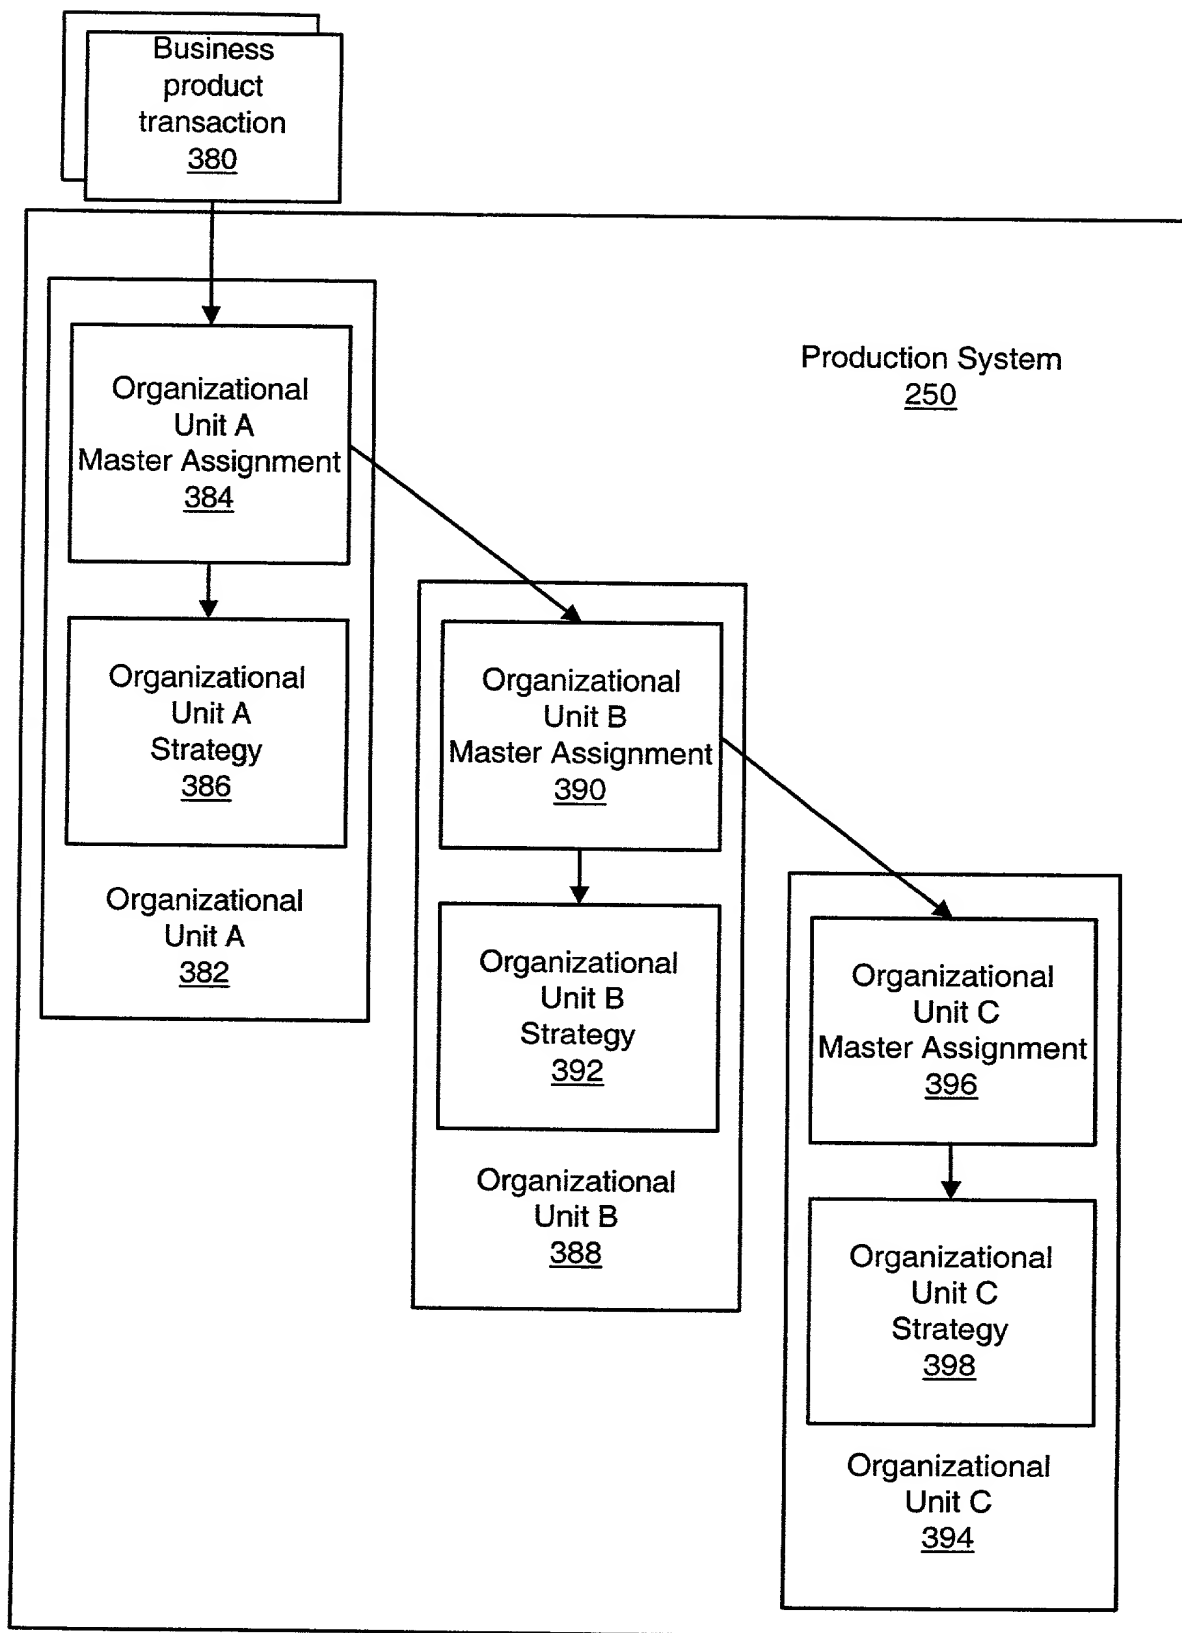 Business
product
transaction
380
Production System
250
Organizational
Unit A
Master Assignment
384
Organizational
Unit A
Strategy
386
Organizational
Unit A
382
Organizational
Unit B
Master Assignment
390
Organizational
Unit B
Strategy
392
Organizational
Unit B
388
Organizational
Unit C
Master Assignment
396
Organizational
Unit C
Strategy
398
Organizational
Unit C
394